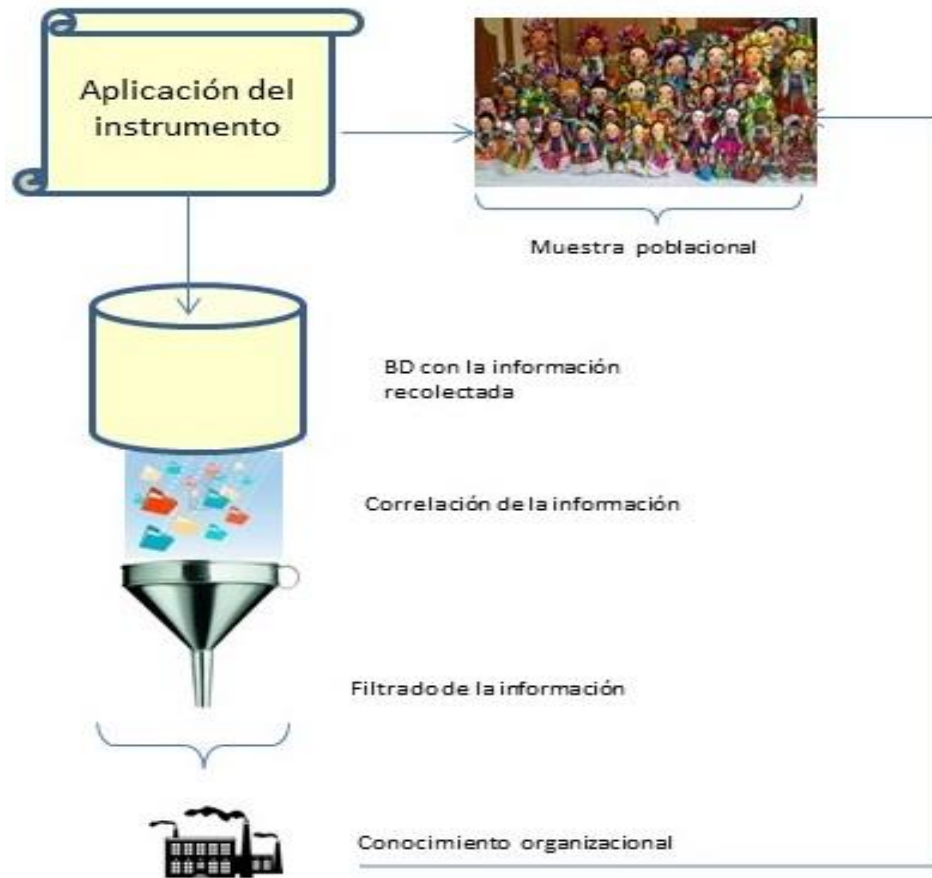 Aplicación del
instrumento
Muestra poblacional
BD con la información
recolectada
Correlación de la información
Filtrado de la información
Conocimiento organizacional